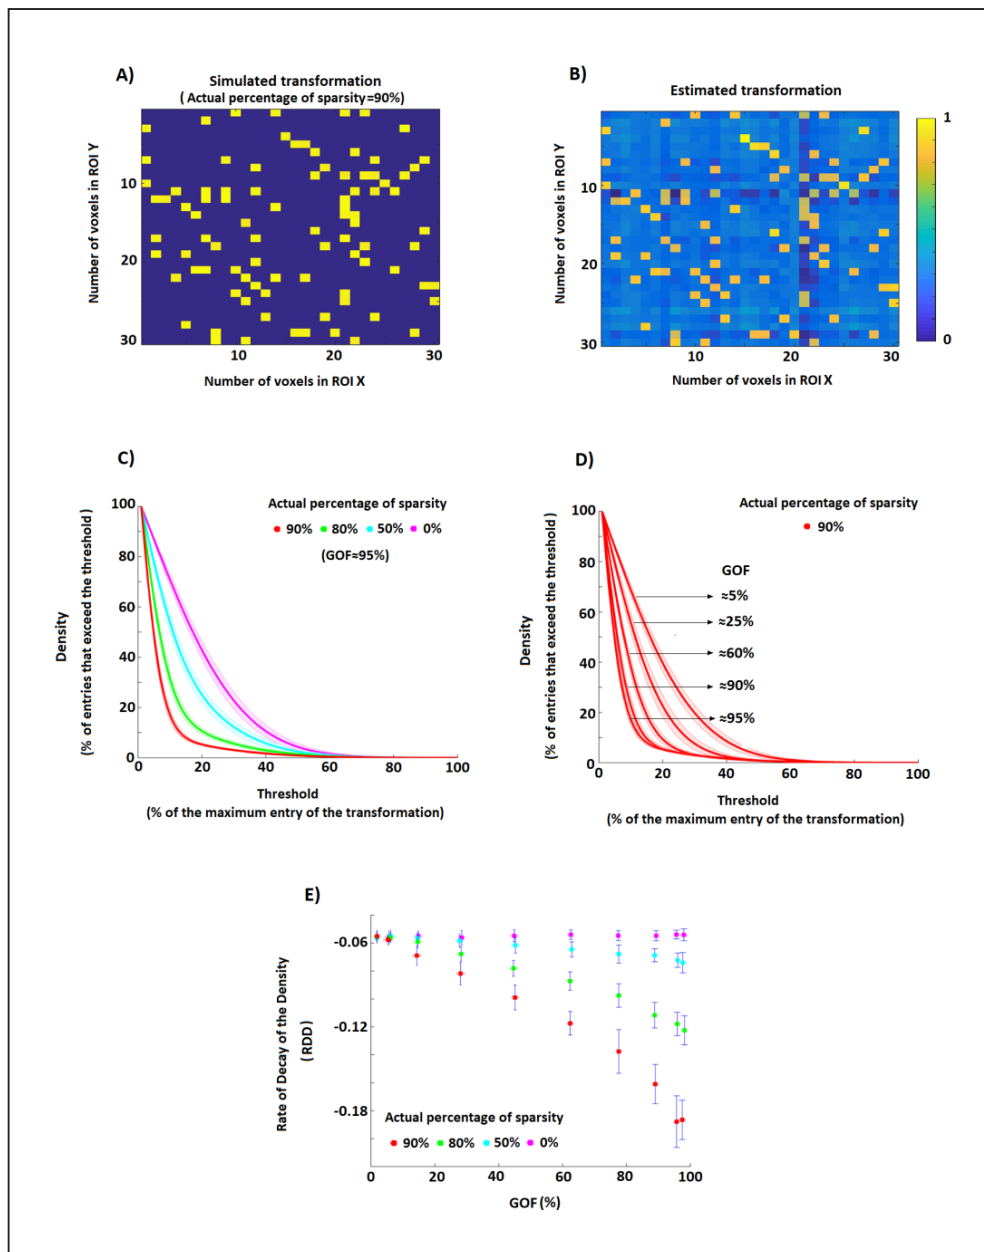 A)
Simulated transformation
( Actual percentage of sparsity=90%)
Number of voxels in ROI Y
10
20
30
10
20
30
Number of voxels in ROI X
B)
Estimated transformation
Number of voxels in ROI Y
10
20
30
10
20
30
Number of voxels in ROI X
1
0
C)
Actual percentage of sparsity
90% 80% 50% 0%
(GOF≈95%)
Density
(% of entries that exceed the threshold)
100
80
60
40
20
0
0 20 40 60 80 100
Threshold
(% of the maximum entry of the transformation)
D)
Actual percentage of sparsity
90%
GOF
≈5%
≈25%
≈60%
≈90%
≈95%
Density
(% of entries that exceed the threshold)
100
80
60
40
20
0
0 20 40 60 80 100
Threshold
(% of the maximum entry of the transformation)
E)
Rate of Decay of the Density
(RDD)
-0.06
-0.12
-0.18
Actual percentage of sparsity
90% 80% 50% 0%
0 20 40 60 80 100
GOF(%)